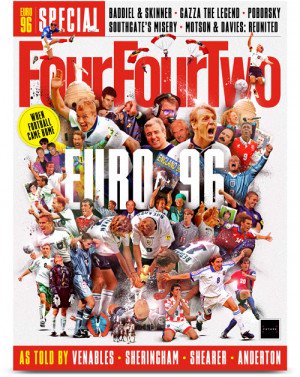 EURO
96
SPECIAL
BADDIEL & SKINNER • GAZZA THE LEGEND • POBORSKY
SOUTHGATE'S MISERY • MOTSON & DAVIES: REUNITED
FourFourTwo
WHEN
FOOTBALL
CAME HOME
EURO 96
AS TOLD BY VENABLES • SHERINGHAM • SHEARER • ANDERTON